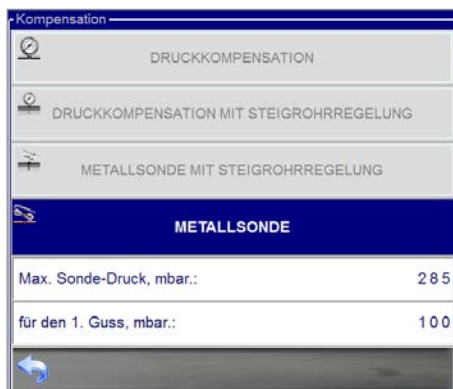 Kompensation
DRUCKKOMPENSATION
DRUCKKOMPENSATION MIT STEIGROHRREGELUNG
METALLSONDE MIT STEIGROHRREGELUNG
METALLSONDE
Max. Sonde-Druck, mbar.: 285
für den 1. Guss, mbar.: 100